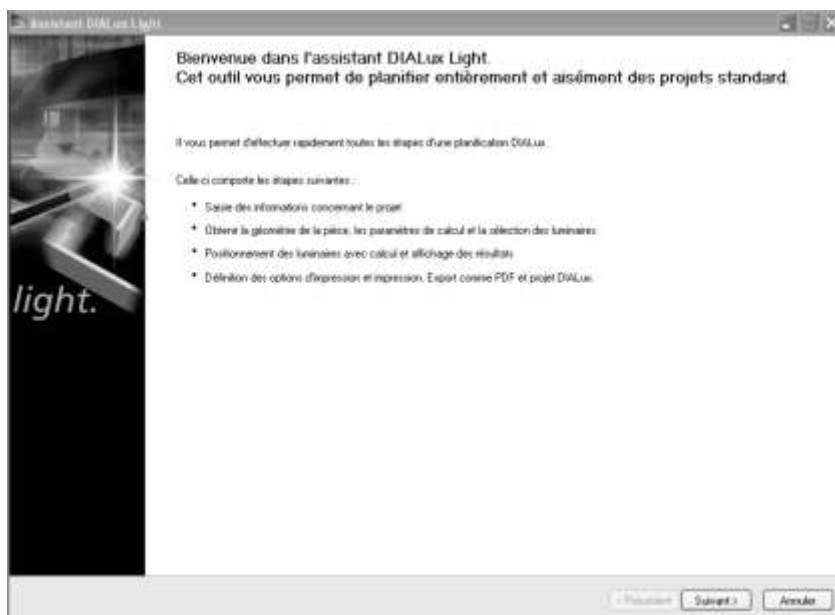 Assistant DIALux Light
Bienvenue dans l'assistant DIALux Light.
Cet outil vous permet de planifier entièrement et aisément des projets standard.
Il vous permet d'effectuer rapidement toutes les étapes d'une planification DIALux.
Celle-ci comporte les étapes suivantes :
• Saisie des informations concernant le projet
• Obtenir la géométrie de la pièce, les paramètres de calcul et la sélection des luminaires
• Positionnement des luminaires avec calcul et affichage des résultats
• Définition des options d'impression et impression. Export comme PDF et projet DIALux.
light.
< Précédent Suivant > Annuler